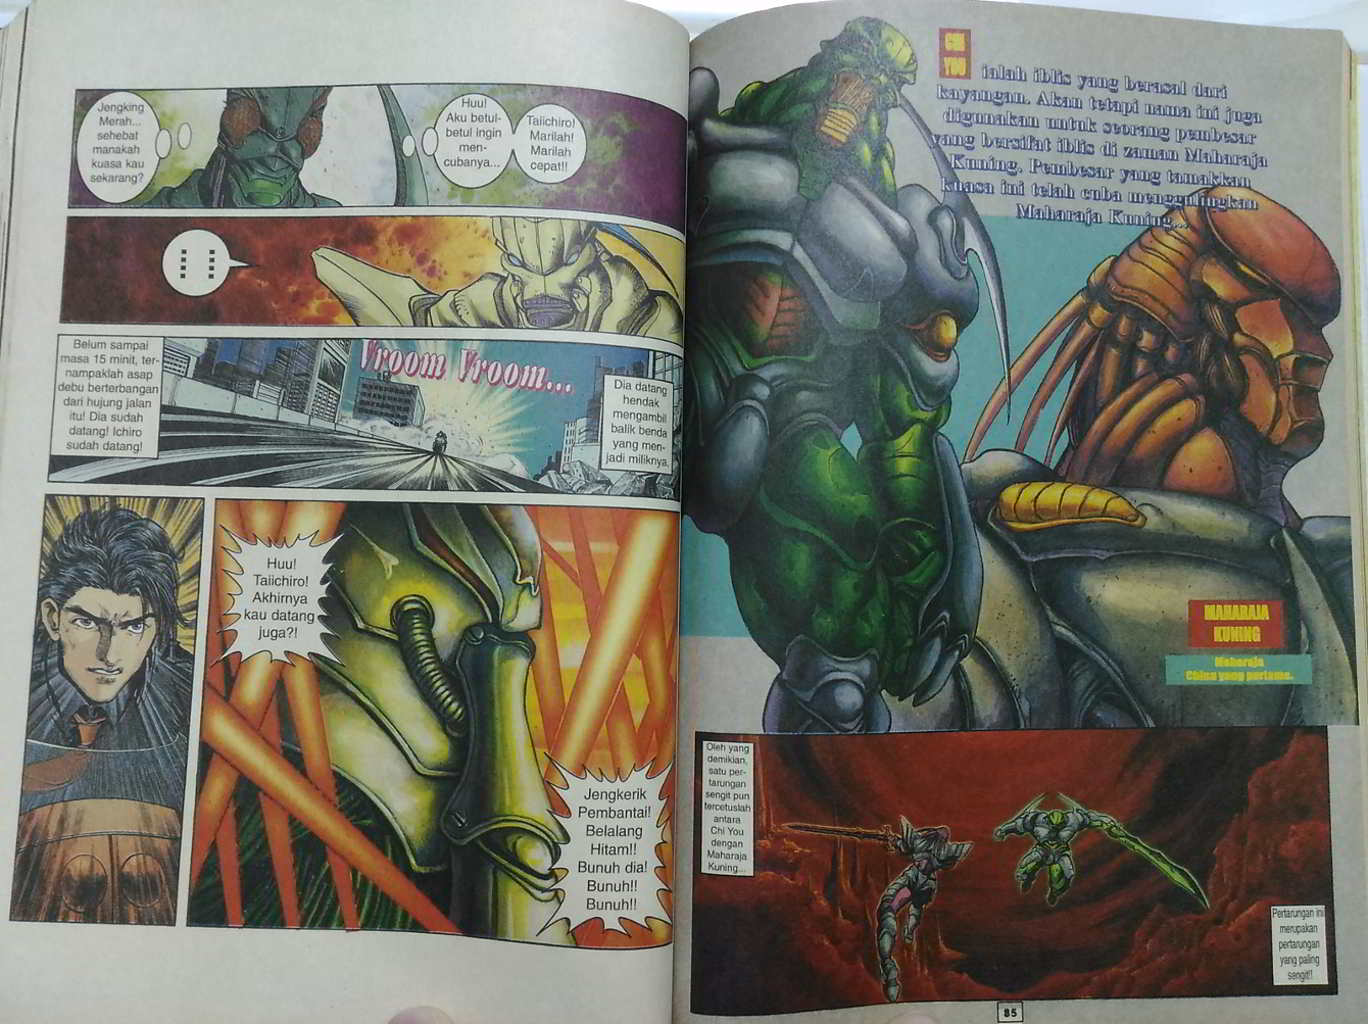 Jengking
Merah...
sehebat
manakah
kuasa kau
sekarang?
Huu!
Aku betul-
betul ingin
men-
cubanya...
Taiichiro!
Marilah!
Marilah
cepat!!
Belum sampai
masa 15 minit, ter-
nampaklah asap
debu berterbangan
dari hujung jalan
itu! Dia sudah
datang! Ichiro
sudah datang!
Vroom Vroom...
Dia datang
hendak
mengambil
balik benda
yang men-
jadi miliknya.
Huu!
Taiichiro!
Akhirnya
kau datang
juga?!
Jengkerik
Pembantai!
Belalang
Hitam!!
Bunuh dia!
Bunuh!!
Bunuh!!
CHI
YOU
ialah iblis yang berasal dari
kayangan. Akan tetapi nama ini juga
digunakan untuk seorang pembesar
yang bersifat iblis di zaman Maharaja
Kuning. Pembesar yang tamakkan
kuasa ini telah cuba menggulingkan
Maharaja Kuning...
MAHARAJA
KUNING
Maharaja
China yang pertama.
Oleh yang
demikian,
satu per-
tarungan
sengit pun
tercetuslah
antara
Chi You
dengan
Maharaja
Kuning...
Pertarungan ini
merupakan
pertarungan
yang paling
sengit!!
85